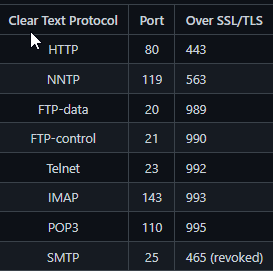 Clear Text Protocol Port Over SSL/TLS
HTTP 80 443
NNTP 119 563
FTP-data 20 989
FTP-control 21 990
Telnet 23 992
IMAP 143 993
POP3 110 995
SMTP 25 465 (revoked)